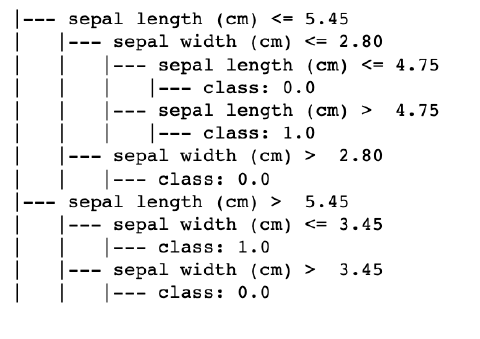 |--- sepal length (cm) <= 5.45
|   |--- sepal width (cm) <= 2.80
|   |   |--- sepal length (cm) <= 4.75
|   |   |   |--- class: 0.0
|   |   |--- sepal length (cm) >  4.75
|   |   |   |--- class: 1.0
|   |--- sepal width (cm) >  2.80
|   |   |--- class: 0.0
|--- sepal length (cm) >  5.45
|   |--- sepal width (cm) <= 3.45
|   |   |--- class: 1.0
|   |--- sepal width (cm) >  3.45
|   |   |--- class: 0.0